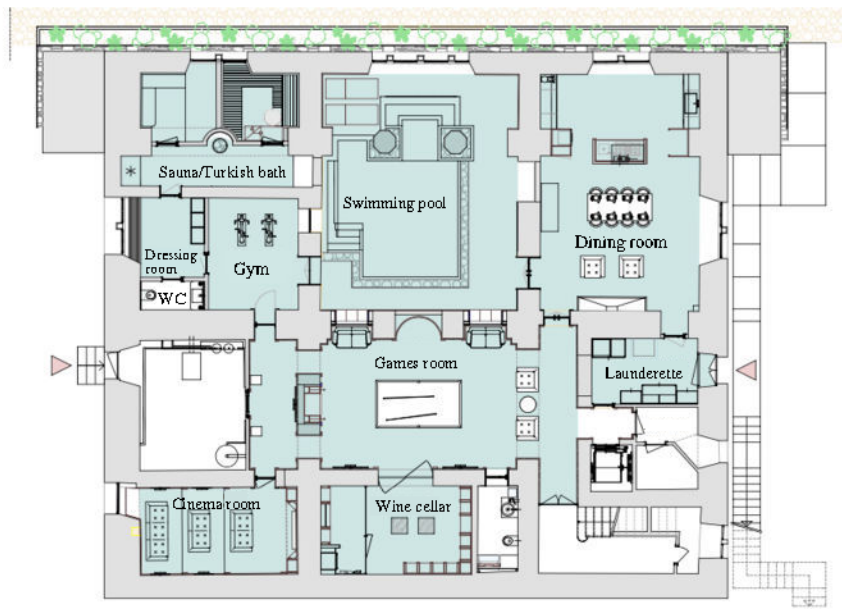 Sauna/Turkish bath
Swimming pool
Dressing
room
Gym
Dining room
WC
Games room
Launderette
Cinema room
Wine cellar